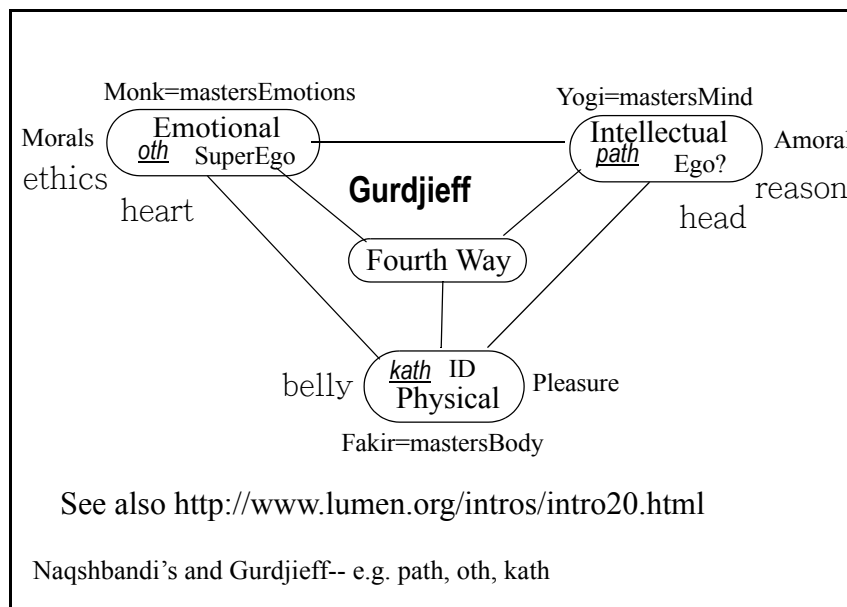 Monk=mastersEmotions
Yogi=mastersMind
Morals
Emotional
oth SuperEgo
Intellectual
path Ego?
Amoral
ethics
reason
heart
Gurdjieff
head
Fourth Way
kath ID
belly
Physical
Pleasure
Fakir=mastersBody
See also http://www.lumen.org/intros/intro20.html
Naqshbandi's and Gurdjieff-- e.g. path, oth, kath